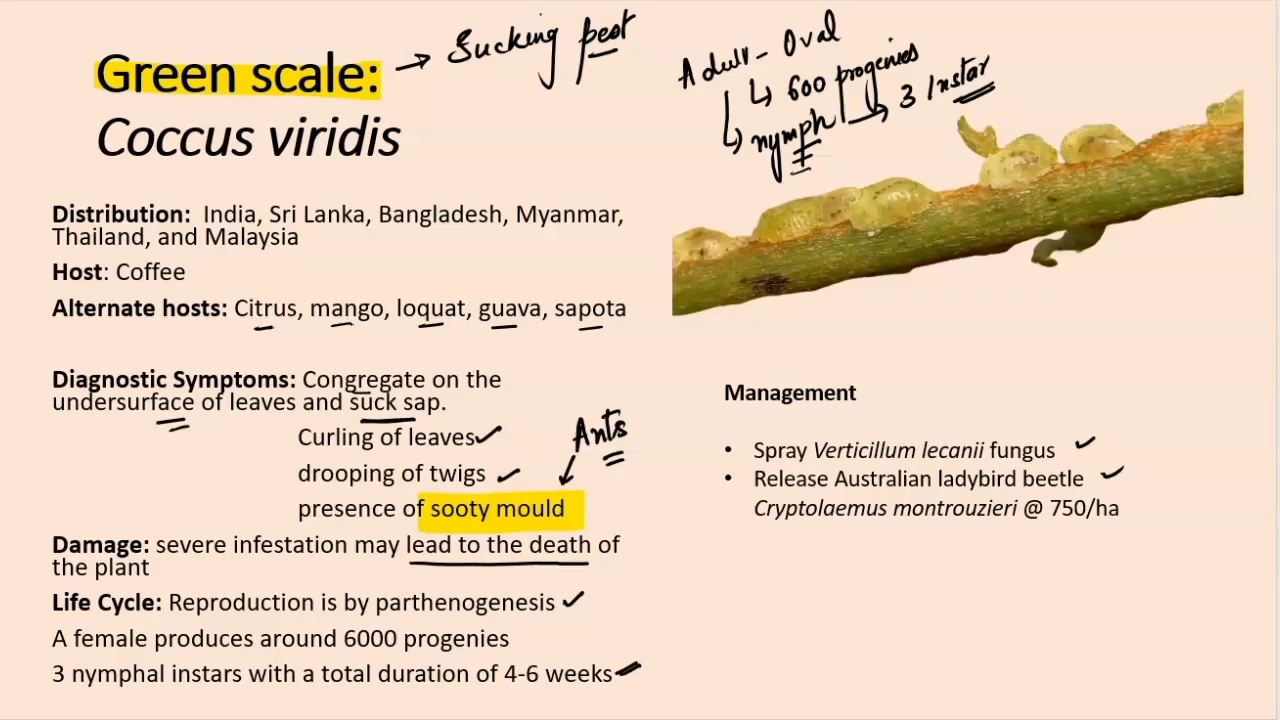 Green scale:
→ Sucking pest
Coccus viridis
Adult - Oval
↳ 600 progenies
↳ nymph → 3 Instar
Distribution: India, Sri Lanka, Bangladesh, Myanmar,
Thailand, and Malaysia
Host: Coffee
Alternate hosts: Citrus, mango, loquat, guava, sapota
Diagnostic Symptoms: Congregate on the
undersurface of leaves and suck sap.
Curling of leaves
Ants
drooping of twigs
presence of sooty mould
Damage: severe infestation may lead to the death of
the plant
Life Cycle: Reproduction is by parthenogenesis
A female produces around 6000 progenies
3 nymphal instars with a total duration of 4-6 weeks
Management
• Spray Verticillum lecanii fungus
• Release Australian ladybird beetle
Cryptolaemus montrouzieri @ 750/ha